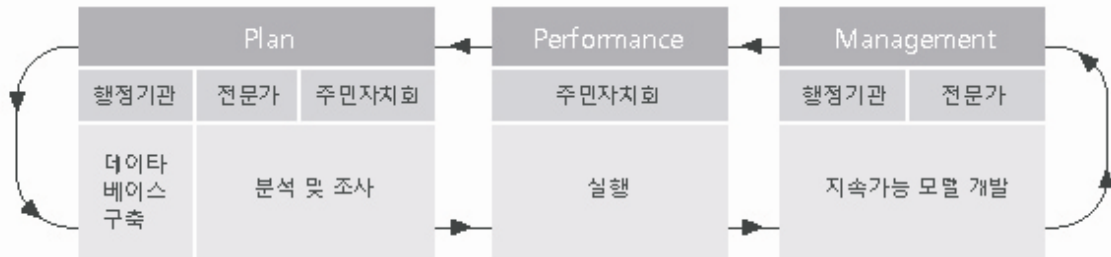 Plan Performance Management
행정기관 전문가 주민자치회 주민자치회 행정기관 전문가
데이타
베이스
구축
분석 및 조사 실행 지속가능 모델 개발